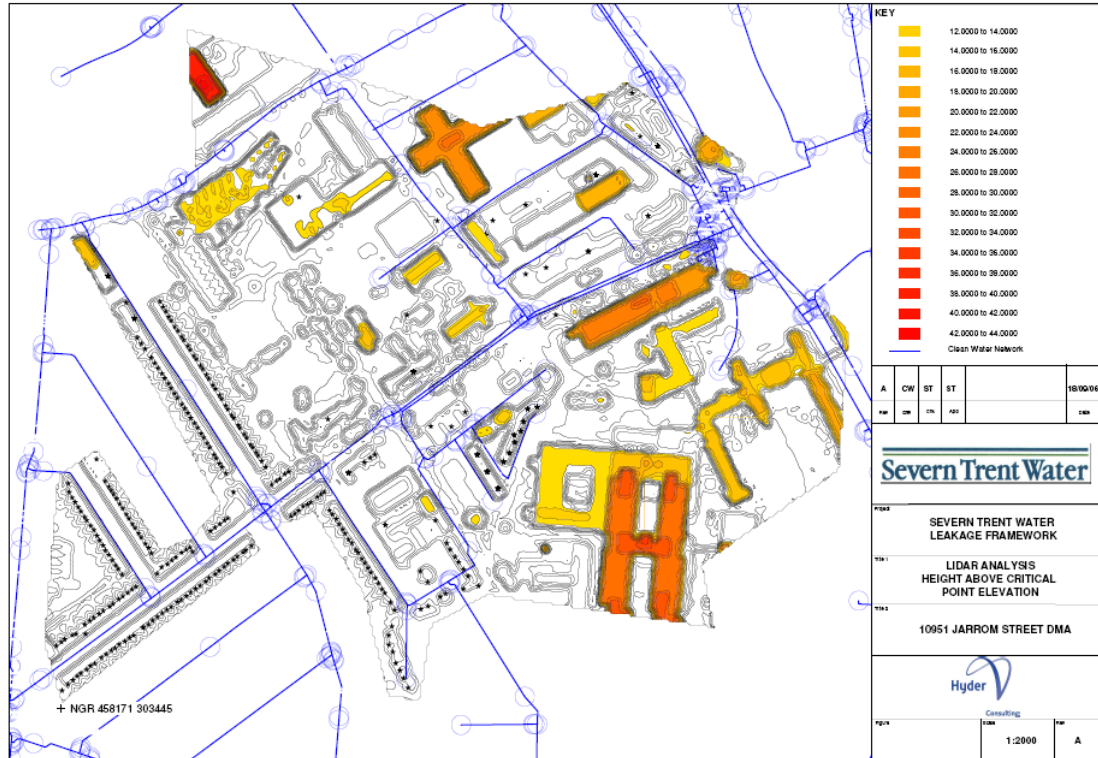 KEY
12.0000 to 14.0000
14.0000 to 16.0000
16.0000 to 18.0000
18.0000 to 20.0000
20.0000 to 22.0000
22.0000 to 24.0000
24.0000 to 26.0000
26.0000 to 28.0000
28.0000 to 30.0000
30.0000 to 32.0000
32.0000 to 34.0000
34.0000 to 36.0000
36.0000 to 38.0000
38.0000 to 40.0000
40.0000 to 42.0000
42.0000 to 44.0000
Clean Water Network
A CW ST ST 18/09/06
Severn Trent Water
SEVERN TRENT WATER
LEAKAGE FRAMEWORK
LIDAR ANALYSIS
HEIGHT ABOVE CRITICAL
POINT ELEVATION
10951 JARROM STREET DMA
Hyder
Consulting
1:2000 A
+ NGR 458171 303445